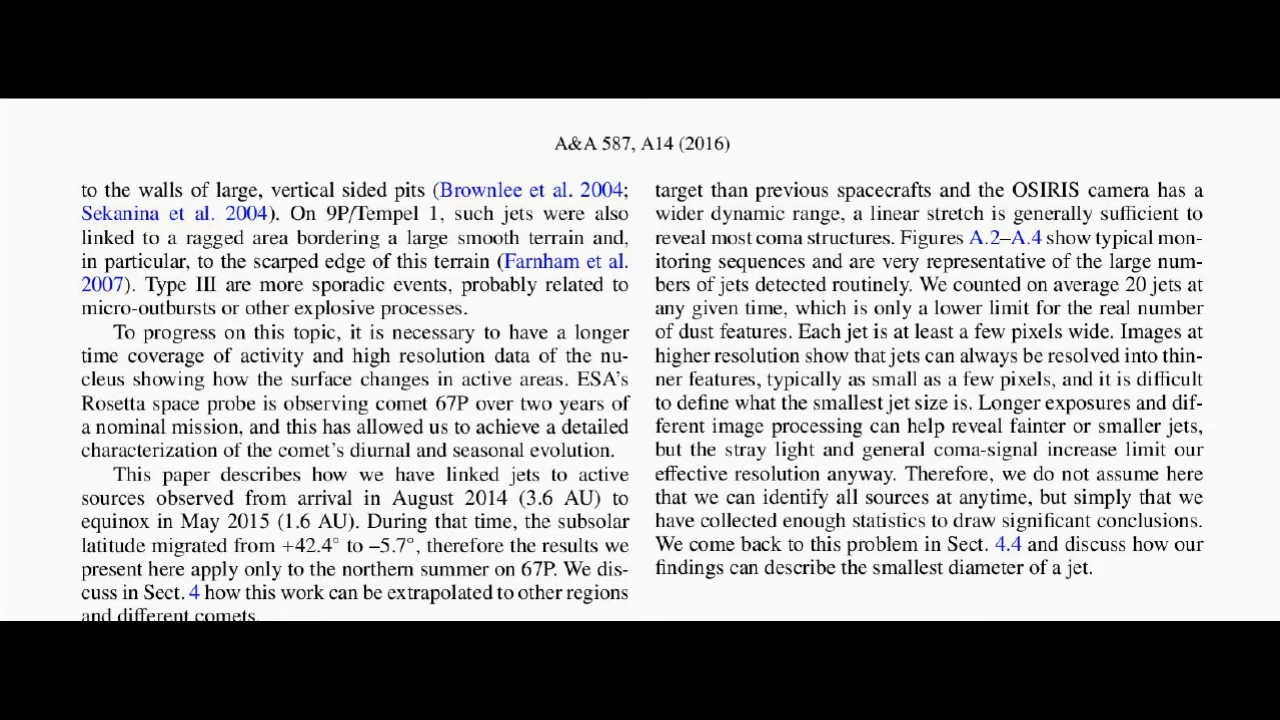 A&A 587, A14 (2016)
to the walls of large, vertical sided pits (Brownlee et al. 2004;
Sekanina et al. 2004). On 9P/Tempel 1, such jets were also
linked to a ragged area bordering a large smooth terrain and,
in particular, to the scarped edge of this terrain (Farnham et al.
2007). Type III are more sporadic events, probably related to
micro-outbursts or other explosive processes.
To progress on this topic, it is necessary to have a longer
time coverage of activity and high resolution data of the nu-
cleus showing how the surface changes in active areas. ESA's
Rosetta space probe is observing comet 67P over two years of
a nominal mission, and this has allowed us to achieve a detailed
characterization of the comet's diurnal and seasonal evolution.
This paper describes how we have linked jets to active
sources observed from arrival in August 2014 (3.6 AU) to
equinox in May 2015 (1.6 AU). During that time, the subsolar
latitude migrated from +42.4° to –5.7°, therefore the results we
present here apply only to the northern summer on 67P. We dis-
cuss in Sect. 4 how this work can be extrapolated to other regions
and different comets.
target than previous spacecrafts and the OSIRIS camera has a
wider dynamic range, a linear stretch is generally sufficient to
reveal most coma structures. Figures A.2–A.4 show typical mon-
itoring sequences and are very representative of the large num-
bers of jets detected routinely. We counted on average 20 jets at
any given time, which is only a lower limit for the real number
of dust features. Each jet is at least a few pixels wide. Images at
higher resolution show that jets can always be resolved into thin-
ner features, typically as small as a few pixels, and it is difficult
to define what the smallest jet size is. Longer exposures and dif-
ferent image processing can help reveal fainter or smaller jets,
but the stray light and general coma-signal increase limit our
effective resolution anyway. Therefore, we do not assume here
that we can identify all sources at anytime, but simply that we
have collected enough statistics to draw significant conclusions.
We come back to this problem in Sect. 4.4 and discuss how our
findings can describe the smallest diameter of a jet.